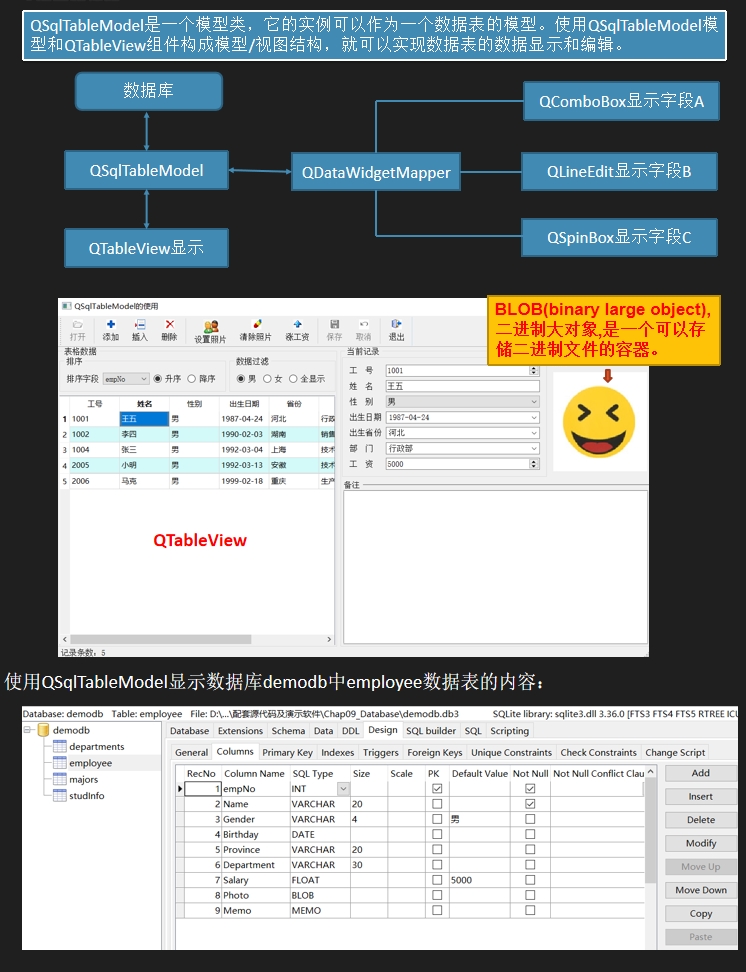 QSqlTableModel是一个模型类，它的实例可以作为一个数据表的模型。使用QSqlTableModel模
型和QTableView组件构成模型/视图结构，就可以实现数据表的数据显示和编辑。
数据库
QComboBox显示字段A
QSqlTableModel
QDataWidgetMapper
QLineEdit显示字段B
QTableView显示
QSpinBox显示字段C
QSqlTableModel的使用
BLOB(binary large object),
二进制大对象,是一个可以存
储二进制文件的容器。
打开 添加 插入 删除 设置照片 清除照片 涨工资 保存 取消 退出
表格数据
排序 数据过滤
排序字段 empNo 升序 降序 男 女 全显示
工号 姓名 性别 出生日期 省份
1 1001 王五 男 1987-04-24 河北 行政
2 1002 李四 男 1990-02-03 湖南 销售
3 1004 张三 男 1992-03-04 上海 技术
4 2005 小明 男 1992-03-13 安徽 技术
5 2006 马克 男 1999-02-18 重庆 生产
QTableView
记录条数：5
当前记录
工 号 1001
姓 名 王五
性 别 男
出生日期 1987-04-24
出生省份 河北
部 门 行政部
工 资 5000
备注
使用QSqlTableModel显示数据库demodb中employee数据表的内容：
Database: demodb Table: employee File: D:\...\配套源代码及演示软件\Chap09_Database\demodb.db3 SQLite library: sqlite3.dll 3.36.0 [FTS3 FTS4 FTS5 RTREE ICU
demodb
departments
employee
majors
studInfo
Database Extensions Schema Data DDL Design SQL builder SQL Scripting
General Columns Primary Key Indexes Triggers Foreign Keys Unique Constraints Check Constraints Change Script
RecNo Column Name SQL Type Size Scale PK Default Value Not Null Not Null Conflict Clau
1 empNo INT
2 Name VARCHAR 20
3 Gender VARCHAR 4 男
4 Birthday DATE
5 Province VARCHAR 20
6 Department VARCHAR 30
7 Salary FLOAT 5000
8 Photo BLOB
9 Memo MEMO
Add
Insert
Delete
Modify
Move Up
Move Down
Copy
Paste